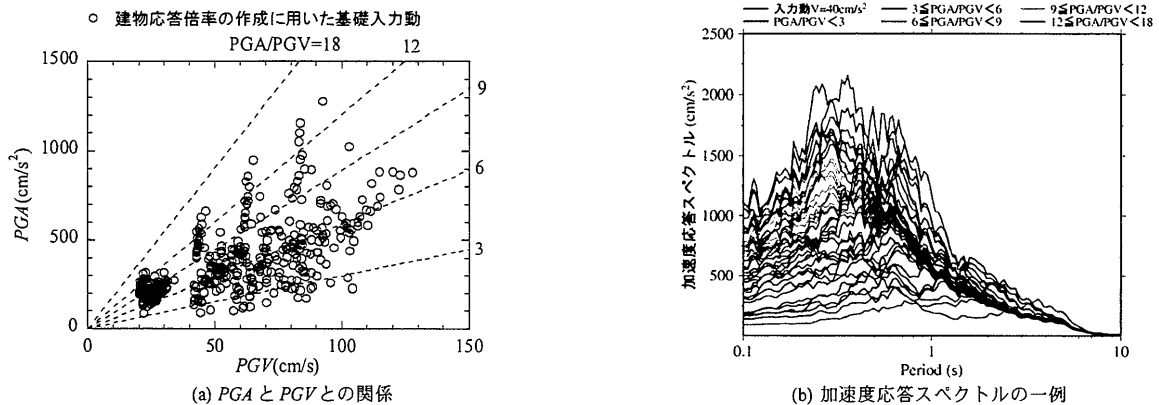 ○ 建物応答倍率の作成に用いた基礎入力動
PGA/PGV=18 12
1500
1000
500
0
PGA (cm/s²)
9
6
3
0 50 100 150
PGV(cm/s)
(a) PGA と PGV との関係
入力動V=40cm/s² 3≦PGA/PGV<6 9≦PGA/PGV<12
PGA/PGV<3 6≦PGA/PGV<9 12≦PGA/PGV<18
2500
2000
1500
1000
500
加速度応答スペクトル (cm/s²)
0.1 1 10
Period (s)
(b) 加速度応答スペクトルの一例